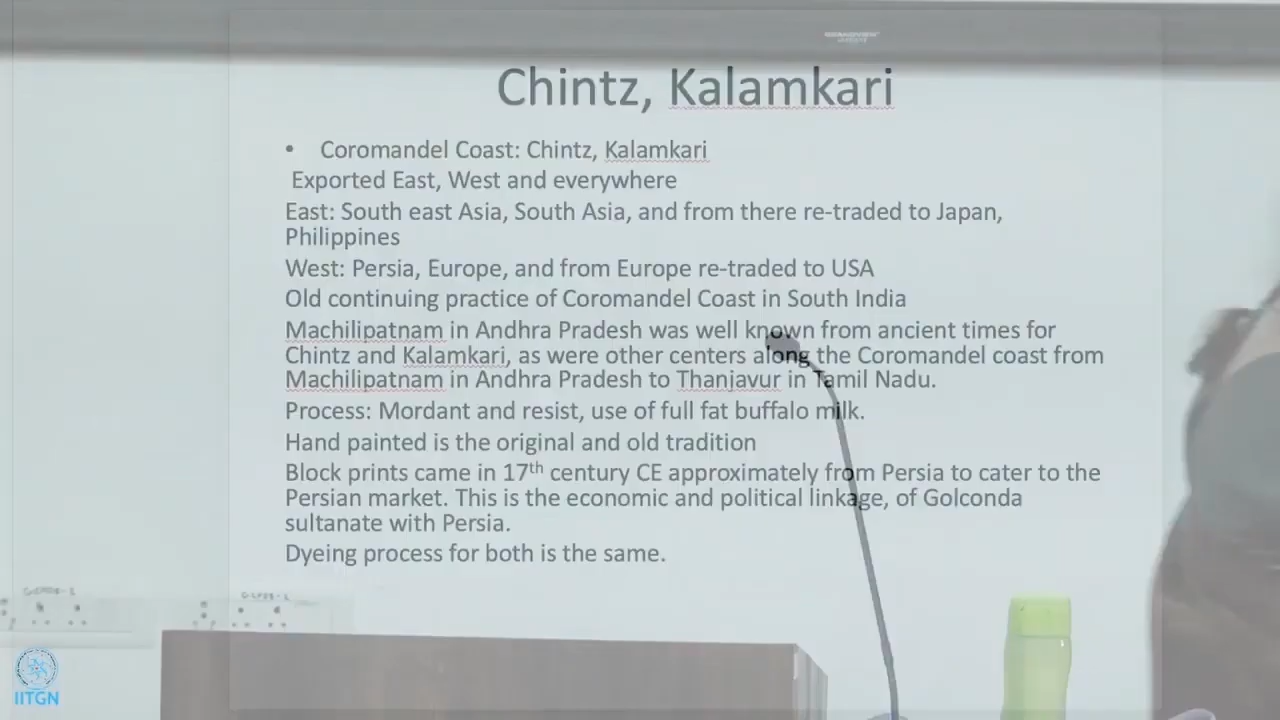 Chintz, Kalamkari
• Coromandel Coast: Chintz, Kalamkari
Exported East, West and everywhere
East: South east Asia, South Asia, and from there re-traded to Japan,
Philippines
West: Persia, Europe, and from Europe re-traded to USA
Old continuing practice of Coromandel Coast in South India
Machilipatnam in Andhra Pradesh was well known from ancient times for
Chintz and Kalamkari, as were other centers along the Coromandel coast from
Machilipatnam in Andhra Pradesh to Thanjavur in Tamil Nadu.
Process: Mordant and resist, use of full fat buffalo milk.
Hand painted is the original and old tradition
Block prints came in 17th century CE approximately from Persia to cater to the
Persian market. This is the economic and political linkage, of Golconda
sultanate with Persia.
Dyeing process for both is the same.
IITGN